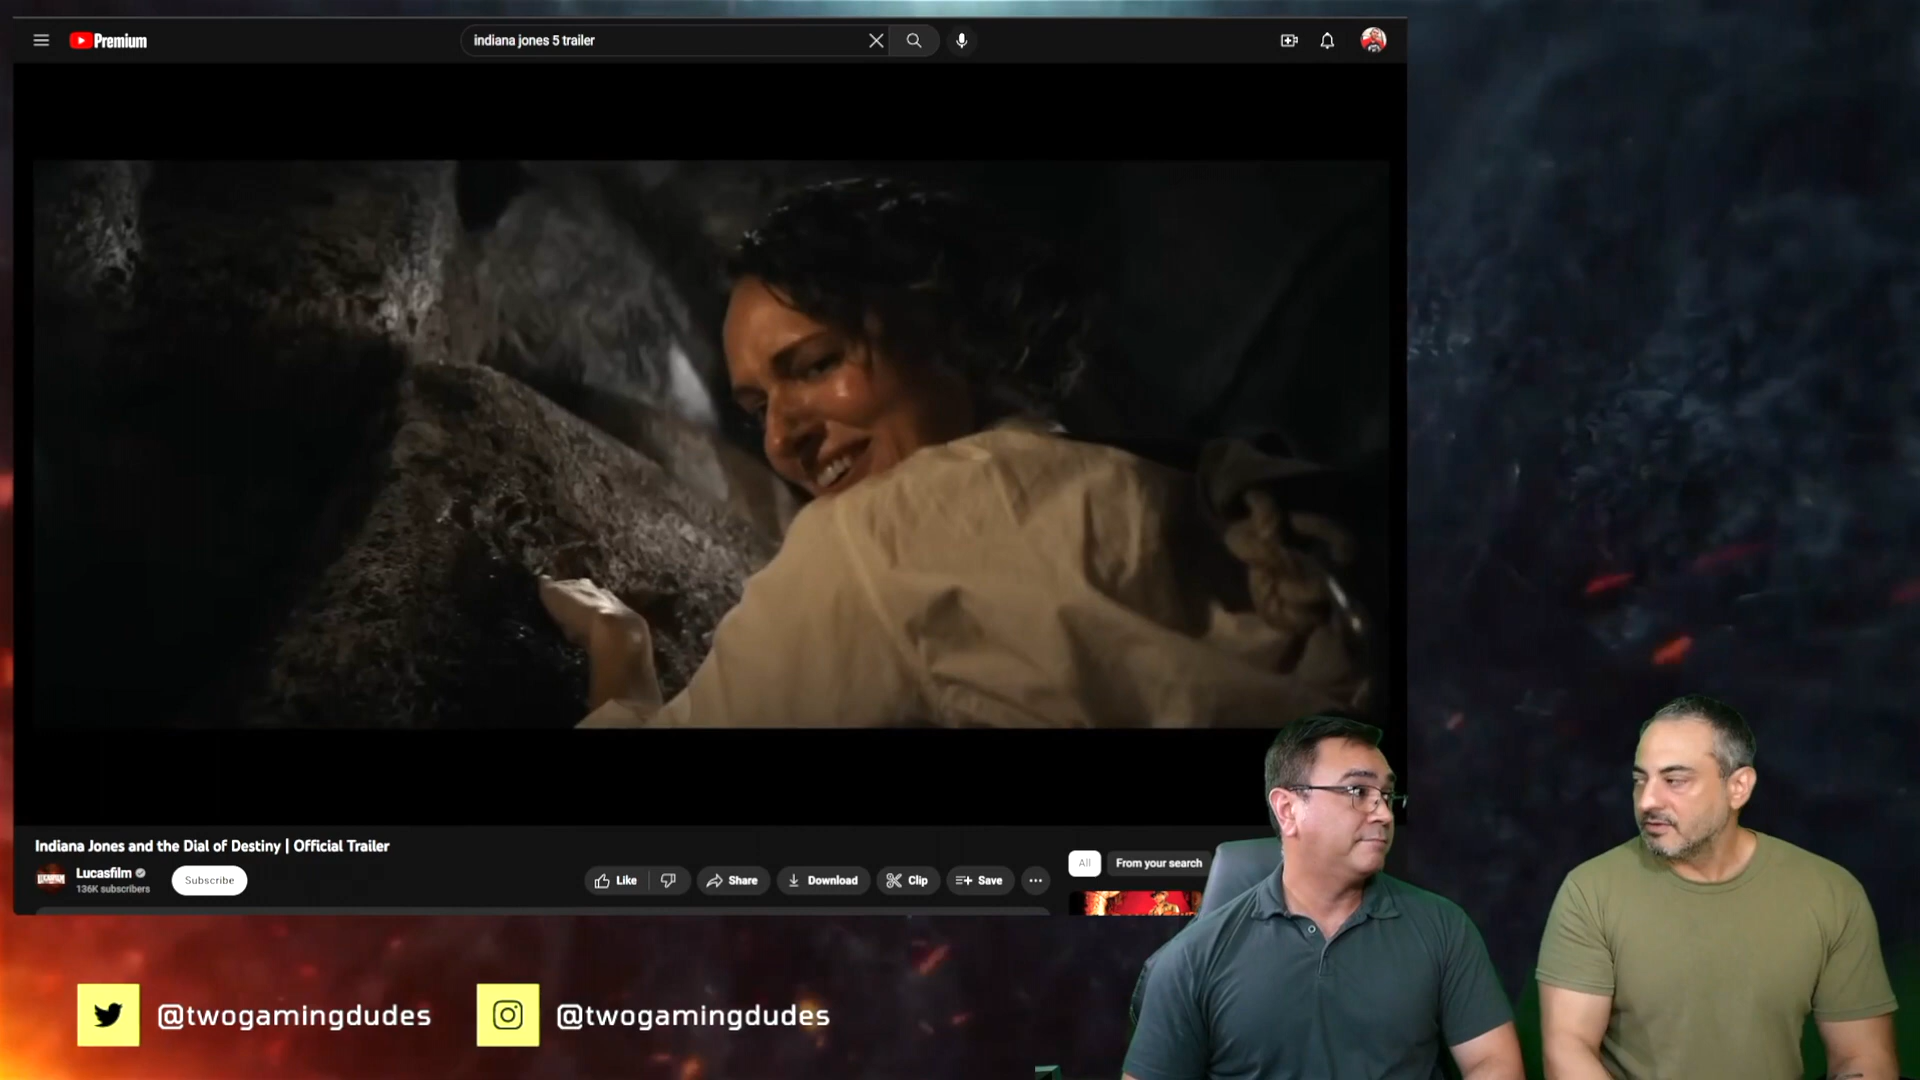 Premium
indiana jones 5 trailer
Indiana Jones and the Dial of Destiny | Official Trailer
Lucasfilm
136K subscribers
Subscribe
Like
Share
Download
Clip
Save
All
From your search
@twogamingdudes
@twogamingdudes